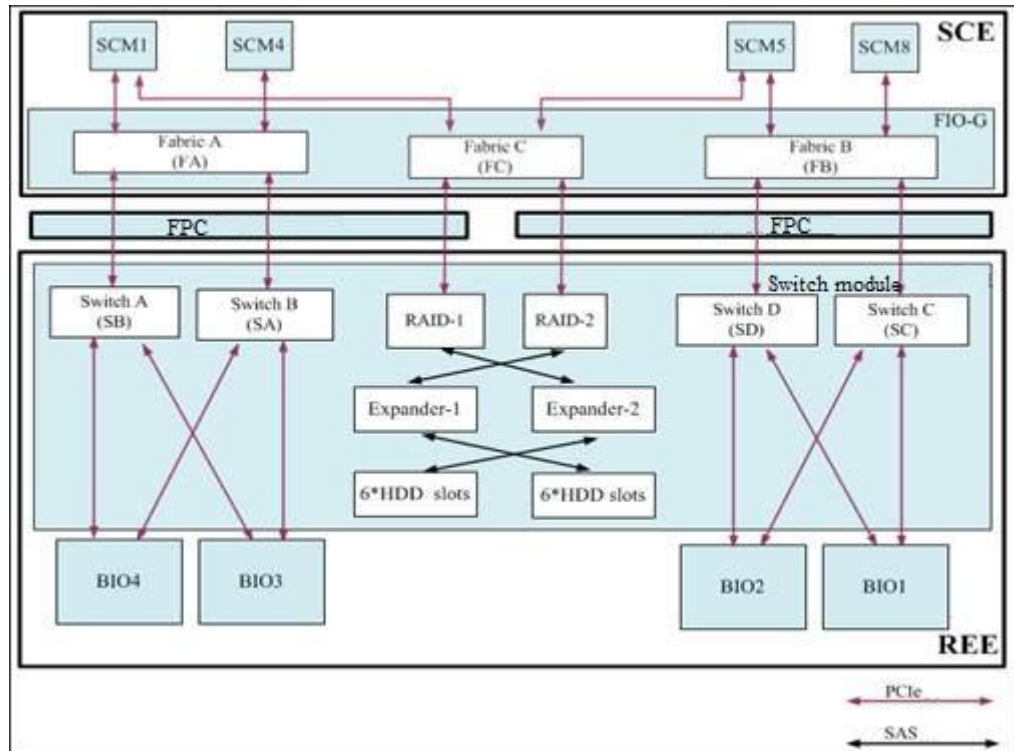 SCE
SCM1
SCM4
SCM5
SCM8
FIO-G
Fabric A
(FA)
Fabric C
(FC)
Fabric B
(FB)
FPC
FPC
Switch module
Switch A
(SB)
Switch B
(SA)
RAID-1
RAID-2
Switch D
(SD)
Switch C
(SC)
Expander-1
Expander-2
6*HDD slots
6*HDD slots
BIO4
BIO3
BIO2
BIO1
REE
PCIe
SAS